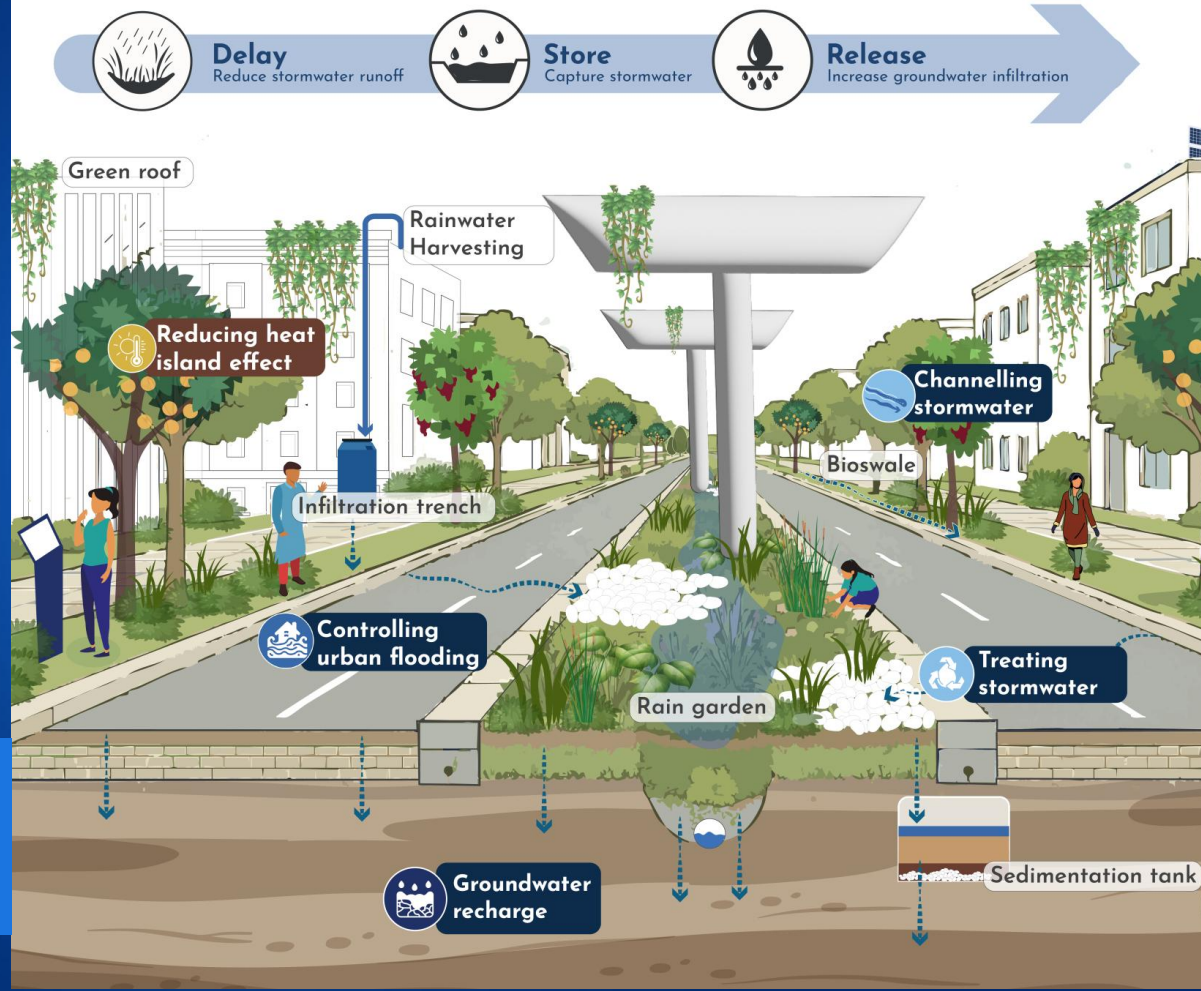 Delay
Reduce stormwater runoff
Store
Capture stormwater
Release
Increase groundwater infiltration
Green roof
Rainwater
Harvesting
Reducing heat
island effect
Channelling
stormwater
Bioswale
Infiltration trench
Controlling
urban flooding
Treating
stormwater
Rain garden
Sedimentation tank
Groundwater
recharge